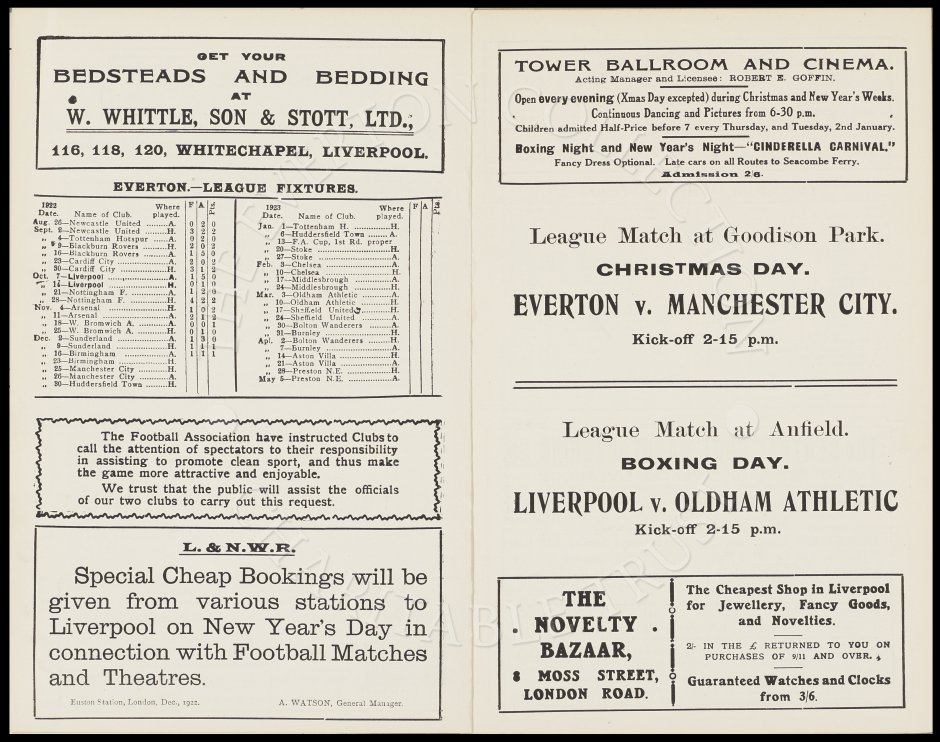 GET YOUR
BEDSTEADS AND BEDDING
AT
W. WHITTLE, SON & STOTT, LTD.,
116, 118, 120, WHITECHAPEL, LIVERPOOL.
EVERTON.—LEAGUE FIXTURES.
1922
Date. Name of Club. Where played. F A Pts.
Aug. 26—Newcastle United ........A. 0 2 0
Sept. 2—Newcastle United ........H. 3 2 2
„ 4—Tottenham Hotspur ......A. 0 2 0
„ 9—Blackburn Rovers .........H. 2 0 2
„ 16—Blackburn Rovers .........A. 1 5 0
„ 23—Cardiff City ..................A. 2 0 2
„ 30—Cardiff City ..................H. 3 1 2
Oct. 7—Liverpool ......................A. 1 5 0
„ 14—Liverpool ......................H. 0 1 0
„ 21—Nottingham F. ..............A. 1 2 0
„ 28—Nottingham F. ..............H. 4 2 2
Nov. 4—Arsenal ........................H. 1 0 2
„ 11—Arsenal ........................A. 2 1 2
„ 18—W. Bromwich A. ...........A. 0 0 1
„ 25—W. Bromwich A. ...........H. 0 1 0
Dec. 2—Sunderland ..................A. 1 3 0
„ 9—Sunderland ..................H. 1 1 1
„ 16—Birmingham .................A. 1 1 1
„ 23—Birmingham .................H.
„ 25—Manchester City ...........H.
„ 26—Manchester City ...........A.
„ 30—Huddersfield Town .......H.
1923
Date. Name of Club. Where played. F A Pts.
Jan. 1—Tottenham H. ..............H.
„ 6—Huddersfield Town .......A.
„ 13—F.A. Cup, 1st Rd. proper
„ 20—Stoke ..........................H.
„ 27—Stoke ..........................A.
Feb. 3—Chelsea .......................A.
„ 10—Chelsea .......................H.
„ 17—Middlesbrough .............A.
„ 24—Middlesbrough .............H.
Mar. 3—Oldham Athletic ...........A.
„ 10—Oldham Athletic ...........H.
„ 17—Sheffield United............H.
„ 24—Sheffield United ...........A.
„ 30—Bolton Wanderers .........A.
„ 31—Burnley .......................H.
Apl. 2—Bolton Wanderers .........H.
„ 7—Burnley .......................A.
„ 14—Aston Villa ...................H.
„ 21—Aston Villa ...................A.
„ 28—Preston N.E. ................H.
May 5—Preston N.E. ................A.
The Football Association have instructed Clubs to
call the attention of spectators to their responsibility
in assisting to promote clean sport, and thus make
the game more attractive and enjoyable.
We trust that the public will assist the officials
of our two clubs to carry out this request.
L. & N.W.R.
Special Cheap Bookings will be
given from various stations to
Liverpool on New Year's Day in
connection with Football Matches
and Theatres.
Euston Station, London, Dec., 1922. A. WATSON, General Manager.
TOWER BALLROOM AND CINEMA.
Acting Manager and Licensee: ROBERT E. GOFFIN.
Open every evening (Xmas Day excepted) during Christmas and New Year's Weeks.
Continuous Dancing and Pictures from 6-30 p.m.
Children admitted Half-Price before 7 every Thursday, and Tuesday, 2nd January.
Boxing Night and New Year's Night—"CINDERELLA CARNIVAL."
Fancy Dress Optional. Late cars on all Routes to Seacombe Ferry.
Admission 2/6.
League Match at Goodison Park.
CHRISTMAS DAY.
EVERTON v. MANCHESTER CITY.
Kick-off 2-15 p.m.
League Match at Anfield.
BOXING DAY.
LIVERPOOL v. OLDHAM ATHLETIC
Kick-off 2-15 p.m.
THE
NOVELTY
BAZAAR,
8 MOSS STREET,
LONDON ROAD.
The Cheapest Shop in Liverpool
for Jewellery, Fancy Goods,
and Novelties.
2/- IN THE £ RETURNED TO YOU ON
PURCHASES OF 9/11 AND OVER.
Guaranteed Watches and Clocks
from 3/6.